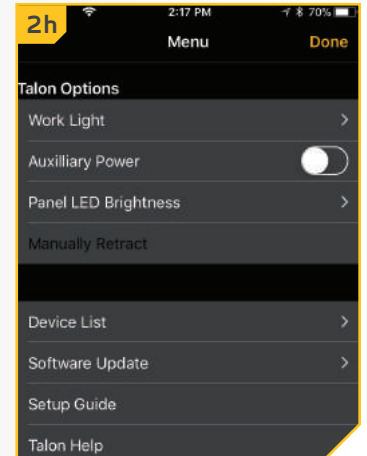 2h
2:17 PM 70%
Menu Done
Talon Options
Work Light
Auxilliary Power
Panel LED Brightness
Manually Retract
Device List
Software Update
Setup Guide
Talon Help